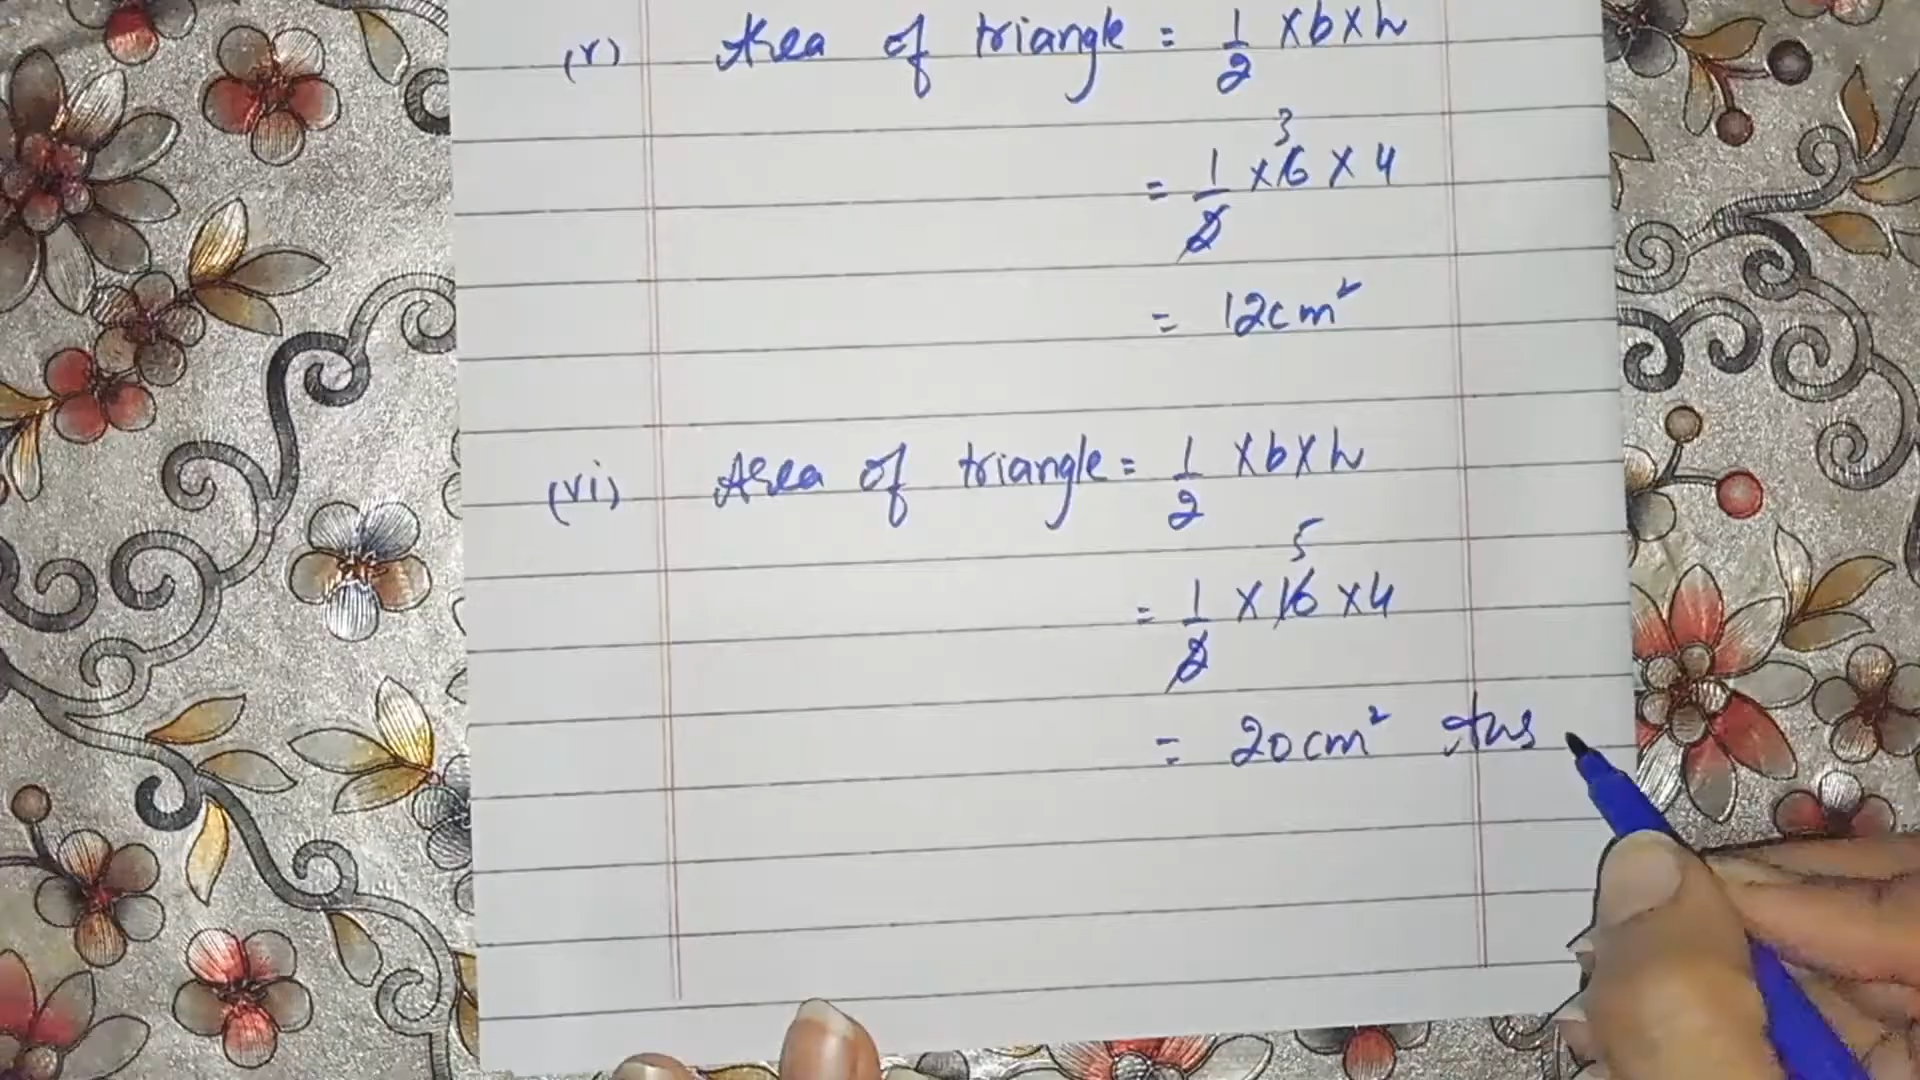 (v) Area of triangle = 1/2 × b × h
3
= 1/2 × 6 × 4
= 12cm²
(vi) Area of triangle = 1/2 × b × h
5
= 1/2 × 10 × 4
= 20cm² Ans